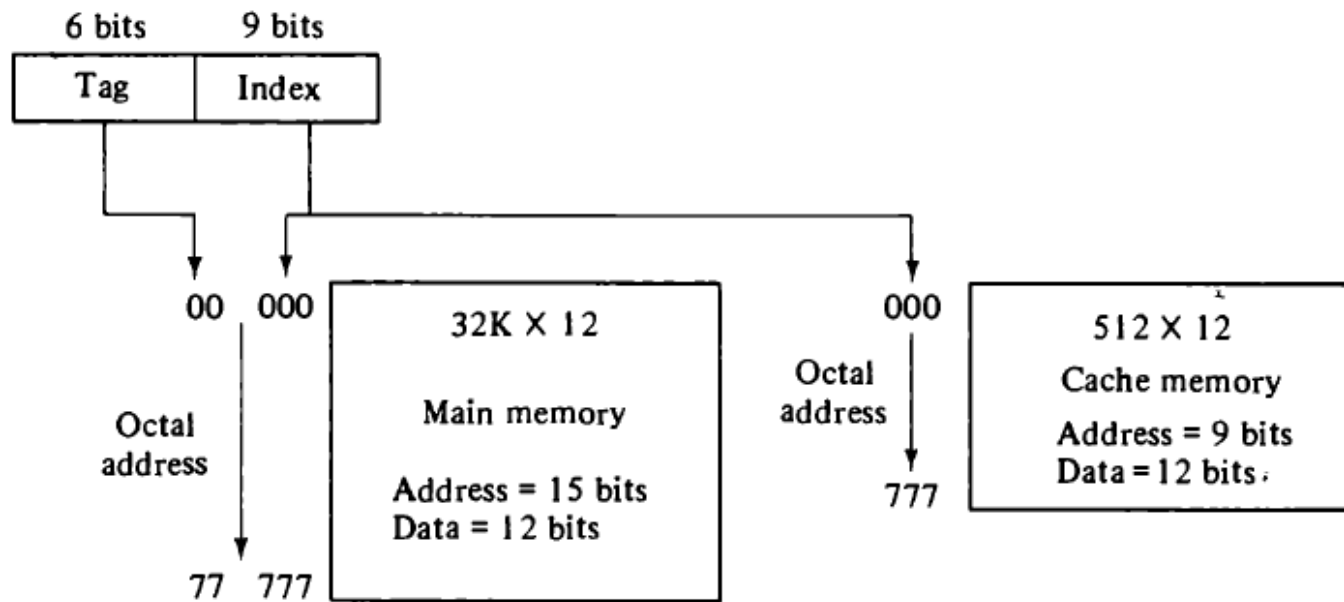 6 bits 9 bits
Tag Index
00 000
32K X 12
Main memory
Address = 15 bits
Data = 12 bits
Octal
address
77 777
000
Octal
address
777
512 X 12
Cache memory
Address = 9 bits
Data = 12 bits